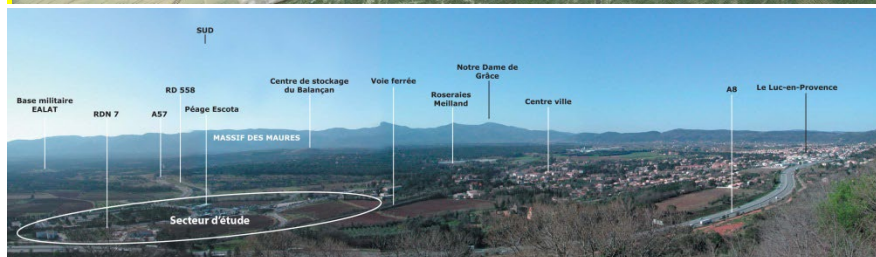 SUD
Notre Dame de
Grâce
Centre de stockage
du Balançan
Voie ferrée
RD 558
Roseraies
Meilland
A8
Le Luc-en-Provence
Base militaire
EALAT
RDN 7
A57
Péage Escota
Centre ville
MASSIF DES MAURES
Secteur d'étude